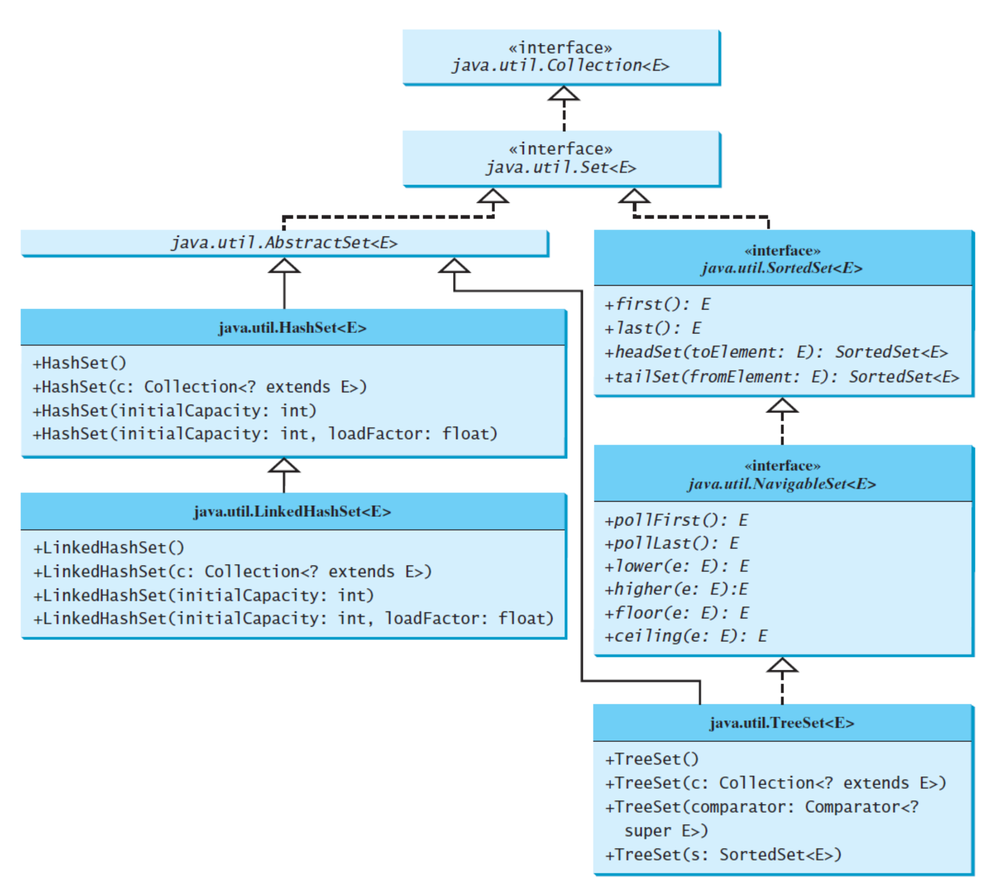 «interface»
java.util.Collection<E>
«interface»
java.util.Set<E>
java.util.AbstractSet<E>
«interface»
java.util.SortedSet<E>
+first(): E
+last(): E
+headSet(toElement: E): SortedSet<E>
+tailSet(fromElement: E): SortedSet<E>
java.util.HashSet<E>
+HashSet()
+HashSet(c: Collection<? extends E>)
+HashSet(initialCapacity: int)
+HashSet(initialCapacity: int, loadFactor: float)
«interface»
java.util.NavigableSet<E>
+pollFirst(): E
+pollLast(): E
+lower(e: E): E
+higher(e: E):E
+floor(e: E): E
+ceiling(e: E): E
java.util.LinkedHashSet<E>
+LinkedHashSet()
+LinkedHashSet(c: Collection<? extends E>)
+LinkedHashSet(initialCapacity: int)
+LinkedHashSet(initialCapacity: int, loadFactor: float)
java.util.TreeSet<E>
+TreeSet()
+TreeSet(c: Collection<? extends E>)
+TreeSet(comparator: Comparator<?
super E>)
+TreeSet(s: SortedSet<E>)